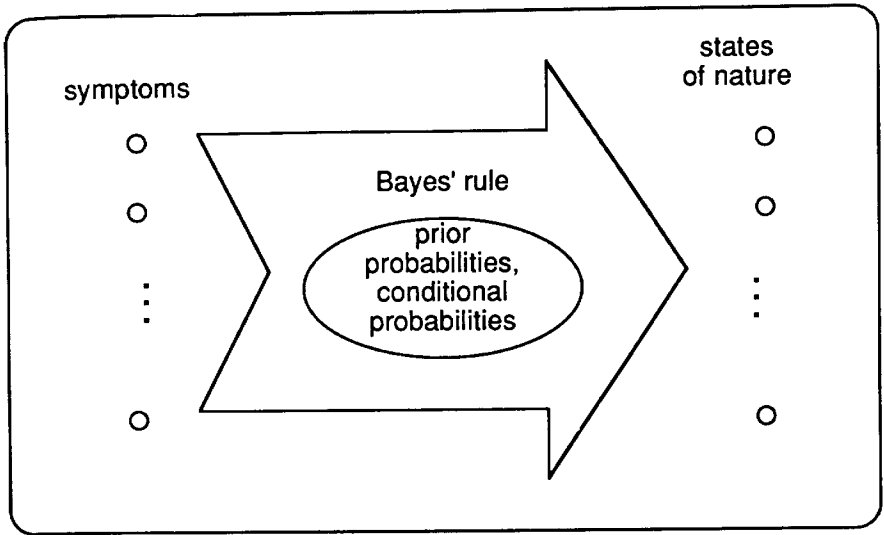 symptoms
states
of nature
Bayes' rule
prior
probabilities,
conditional
probabilities